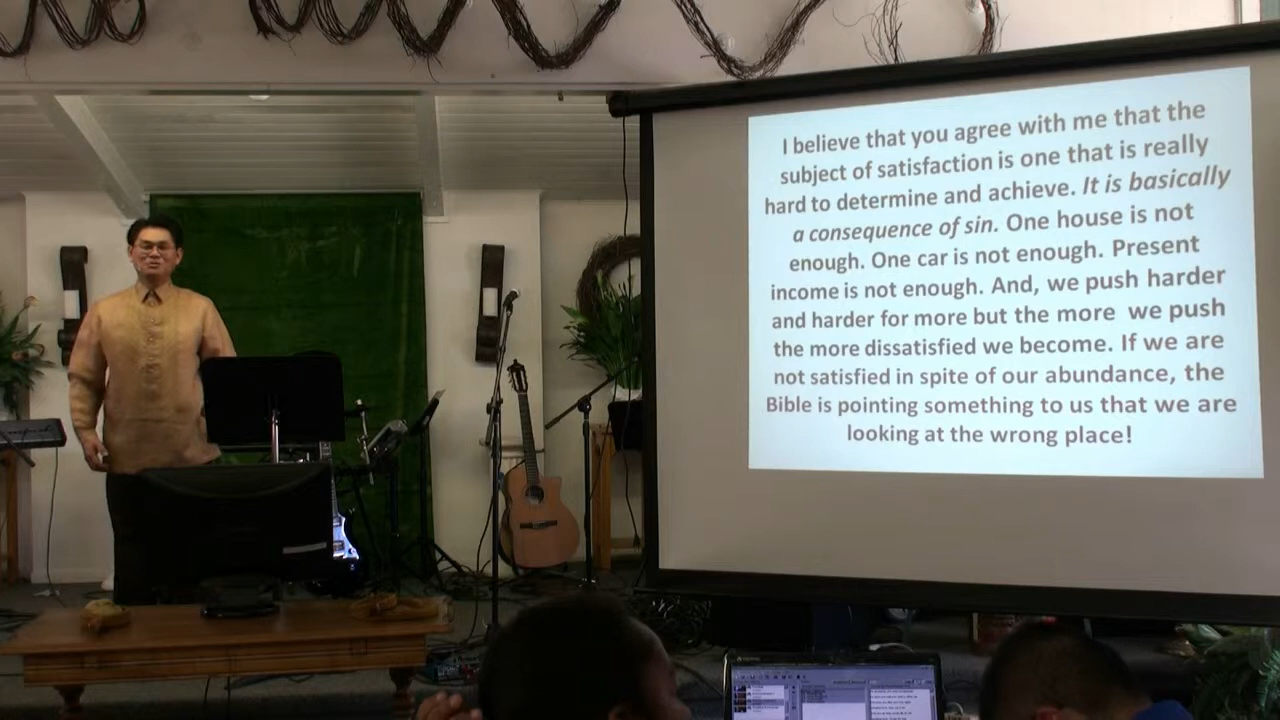 I believe that you agree with me that the
subject of satisfaction is one that is really
hard to determine and achieve. It is basically
a consequence of sin. One house is not
enough. One car is not enough. Present
income is not enough. And, we push harder
and harder for more but the more we push
the more dissatisfied we become. If we are
not satisfied in spite of our abundance, the
Bible is pointing something to us that we are
looking at the wrong place!